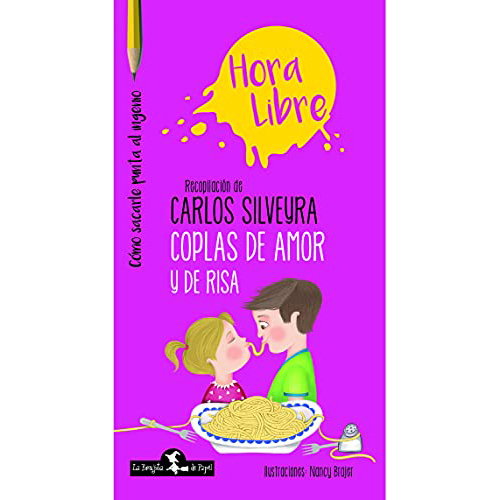 Cómo sacarle punta al ingenio
Hora
Libre
Recopilación de
CARLOS SILVEYRA
COPLAS DE AMOR
Y DE RISA
La Brujita de Papel
Ilustraciones: Nancy Brajer